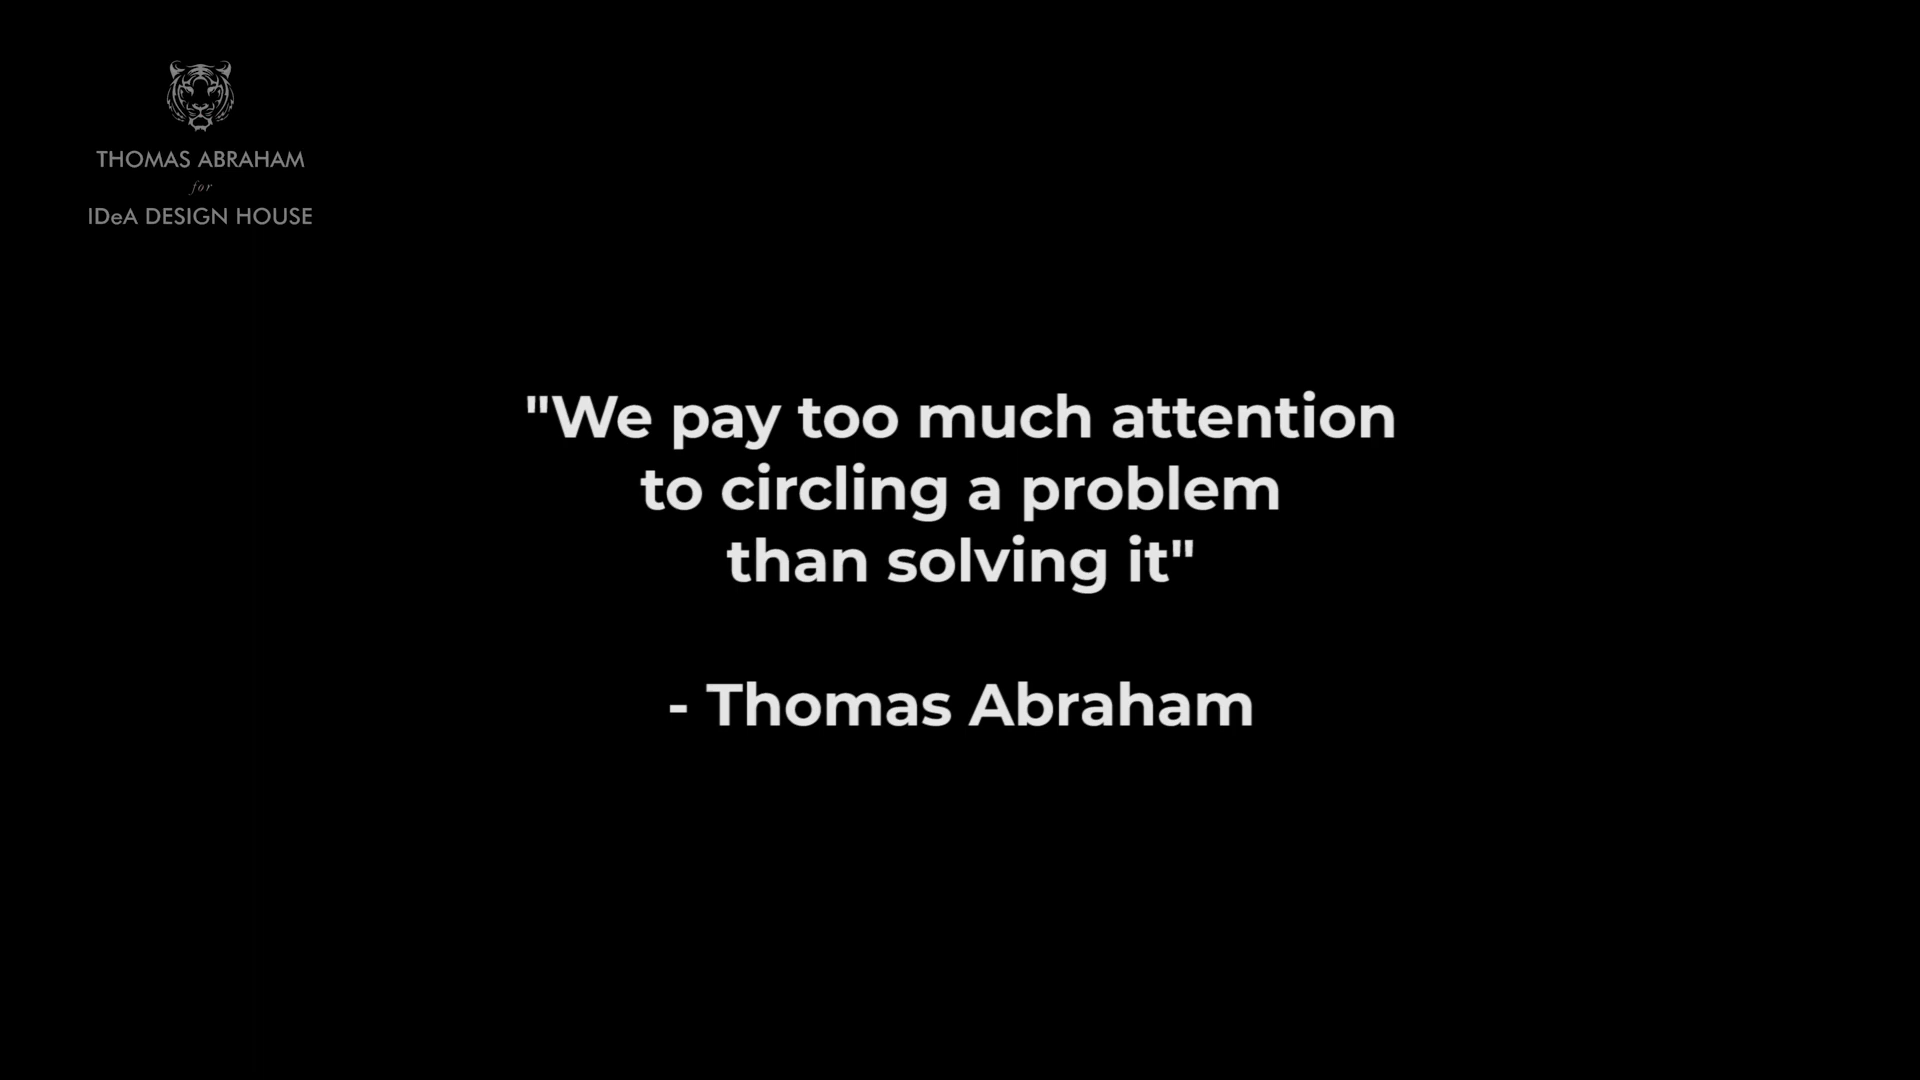 THOMAS ABRAHAM
for
IDeA DESIGN HOUSE
"We pay too much attention
to circling a problem
than solving it"
- Thomas Abraham